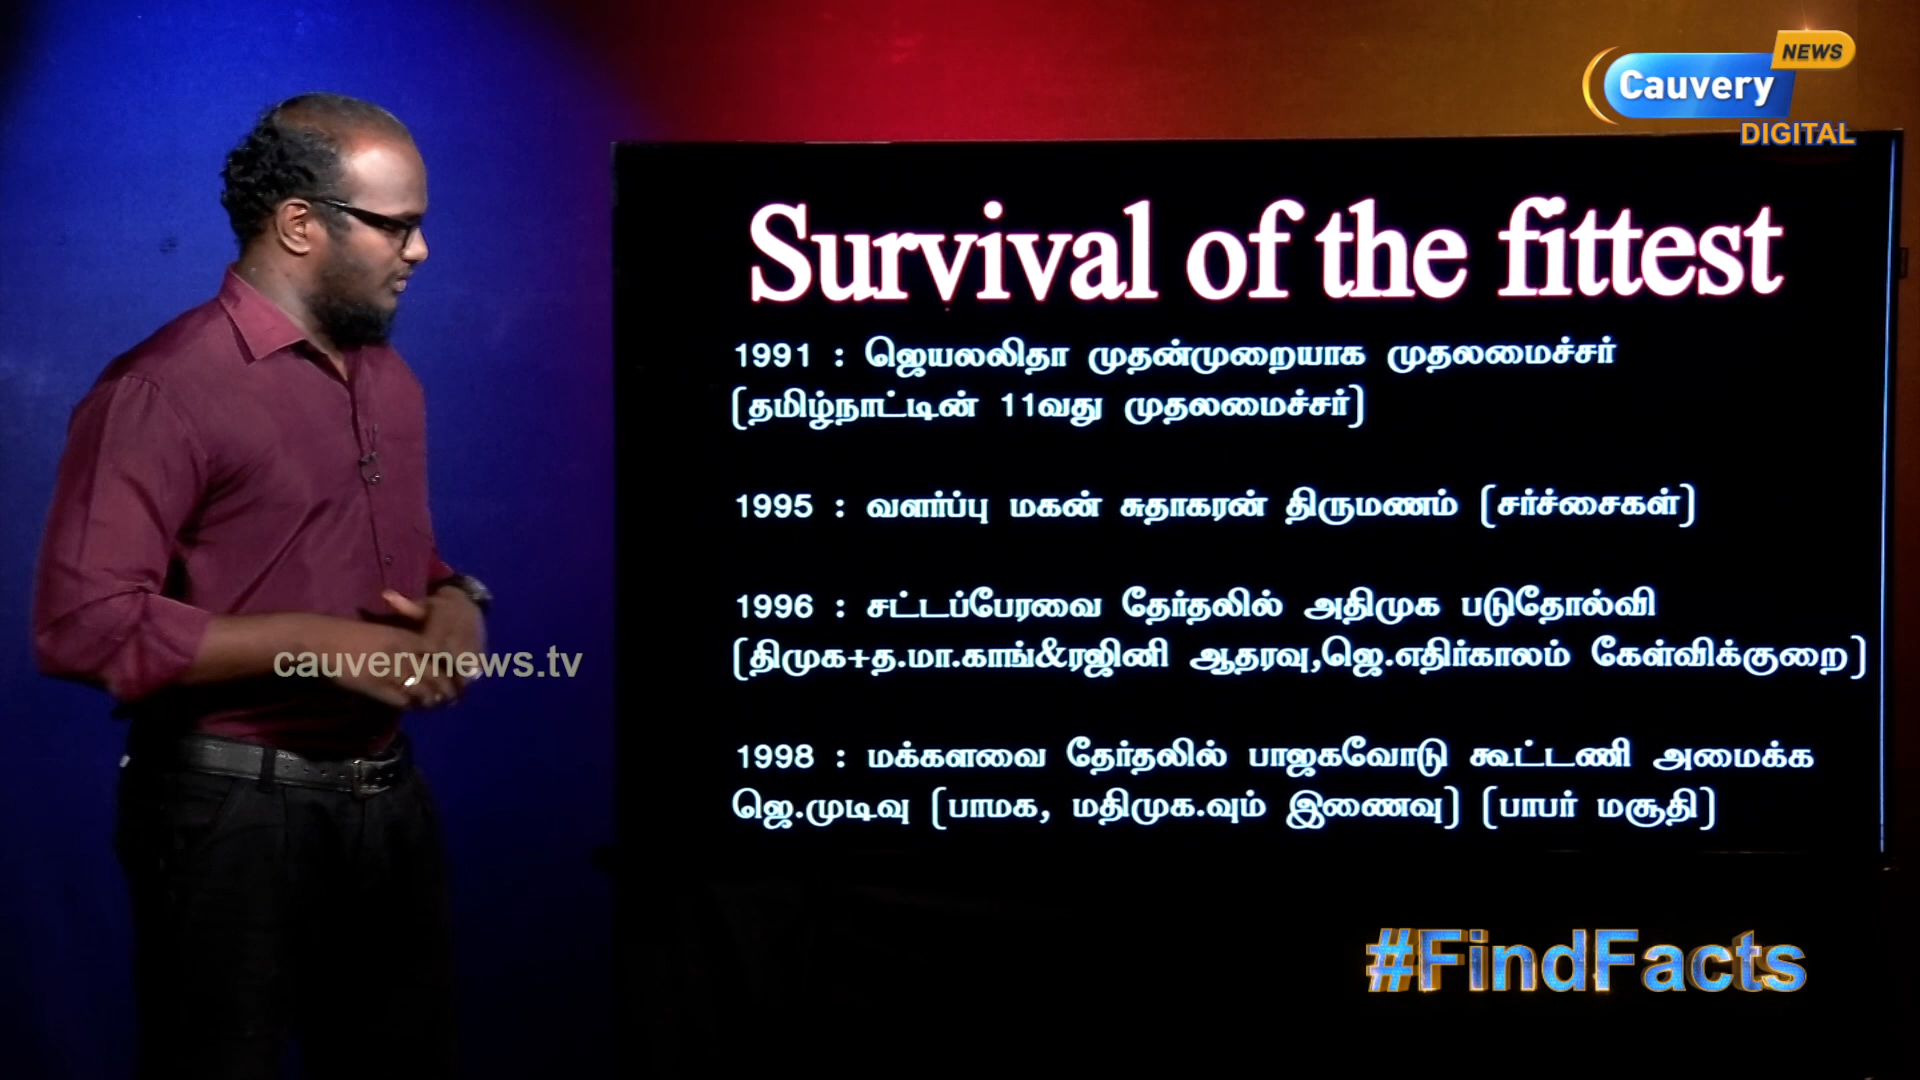 NEWS
Cauvery
DIGITAL
Survival of the fittest
1991 : ஜெயலலிதா முதன்முறையாக முதலமைச்சர்
(தமிழ்நாட்டின் 11வது முதலமைச்சர்)
1995 : வளர்ப்பு மகன் சுதாகரன் திருமணம் (சர்ச்சைகள்)
1996 : சட்டப்பேரவை தேர்தலில் அதிமுக படுதோல்வி
(திமுக+த.மா.காங்&ரஜினி ஆதரவு,ஜெ.எதிர்காலம் கேள்விக்குறை)
1998 : மக்களவை தேர்தலில் பாஜகவோடு கூட்டணி அமைக்க
ஜெ.முடிவு (பாமக, மதிமுக.வும் இணைவு) (பாபர் மசூதி)
cauverynews.tv
#FindFacts